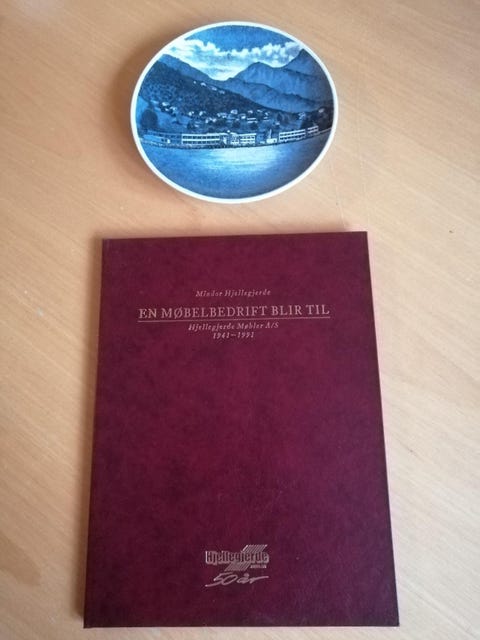 Mindor Hjellegjerde
EN MØBELBEDRIFT BLIR TIL
Hjellegjerde Møbler A/S
1941–1991
Hjellegjerde
50 år